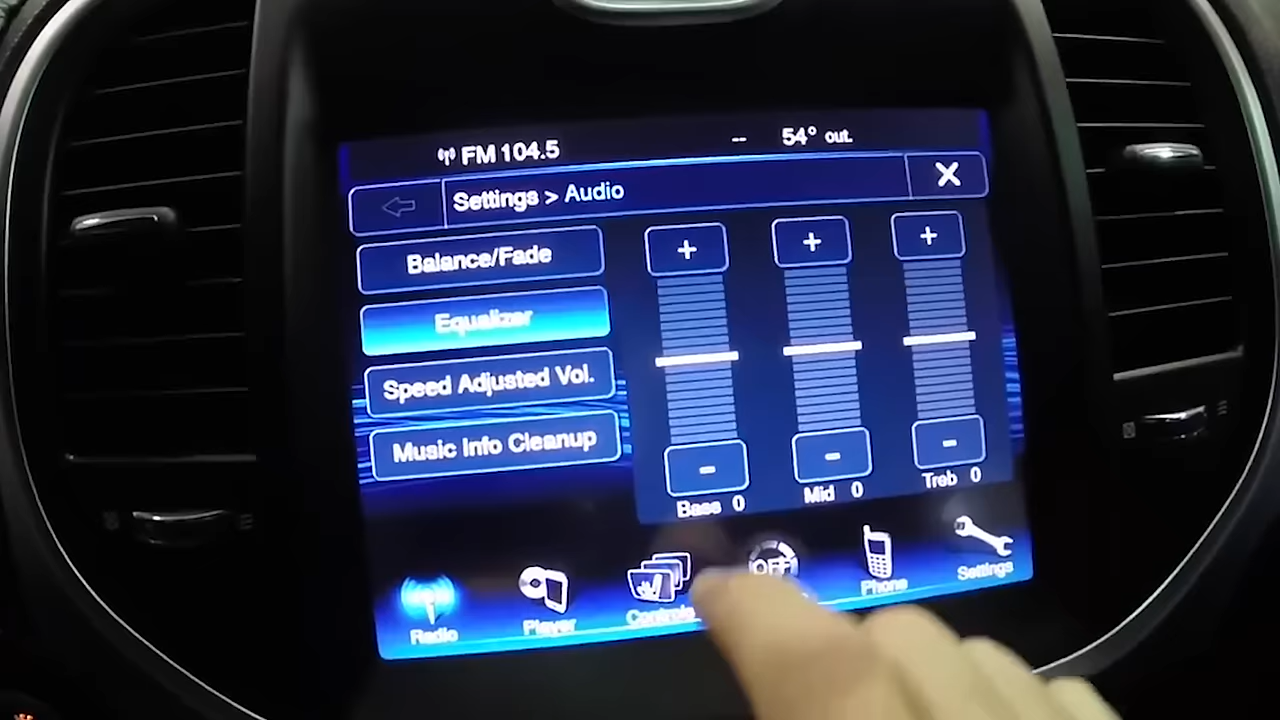 FM 104.5 -- 54° out.
Settings > Audio X
Balance/Fade + + +
Equalizer
Speed Adjusted Vol.
Music Info Cleanup - - -
Bass 0 Mid 0 Treb 0
OFF
Radio Player Controls Phone Settings